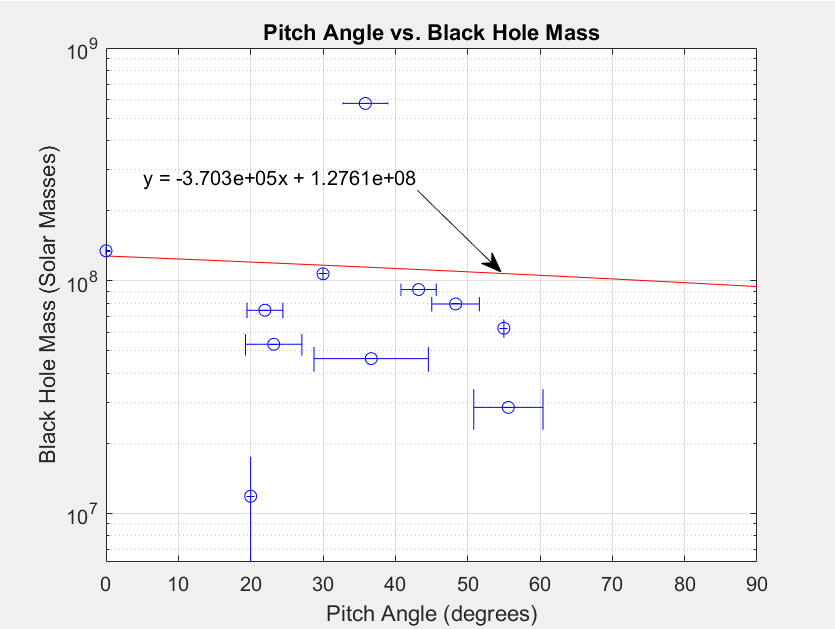 Pitch Angle vs. Black Hole Mass
10^9
y = -3.703e+05x + 1.2761e+08
10^8
10^7
Black Hole Mass (Solar Masses)
0 10 20 30 40 50 60 70 80 90
Pitch Angle (degrees)